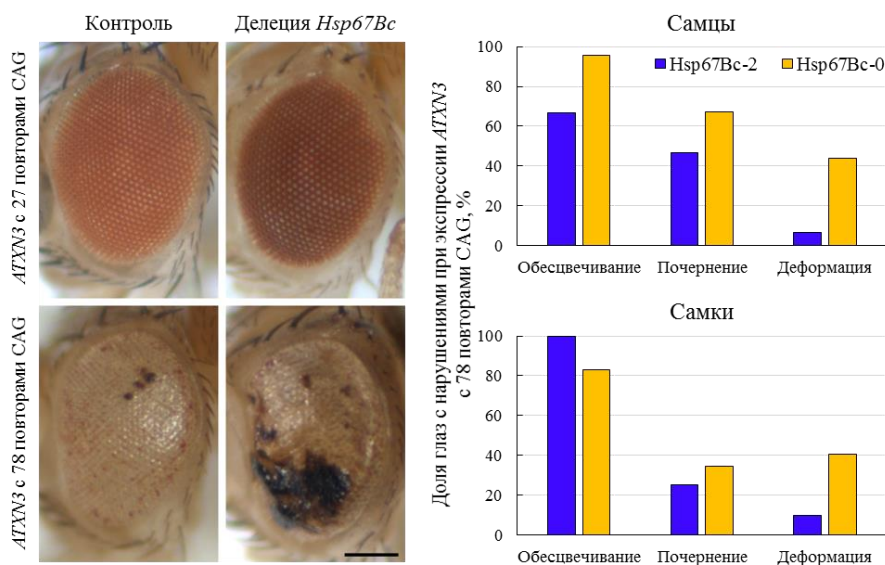 Контроль
Делеция Hsp67Bc
ATXN3 с 27 повторами CAG
ATXN3 с 78 повторами CAG
Доля глаз с нарушениями при экспрессии ATXN3
с 78 повторами CAG, %
Самцы
100
80
60
40
20
0
Hsp67Bc-2
Hsp67Bc-0
Обесцвечивание
Почернение
Деформация
Самки
100
80
60
40
20
0
Обесцвечивание
Почернение
Деформация